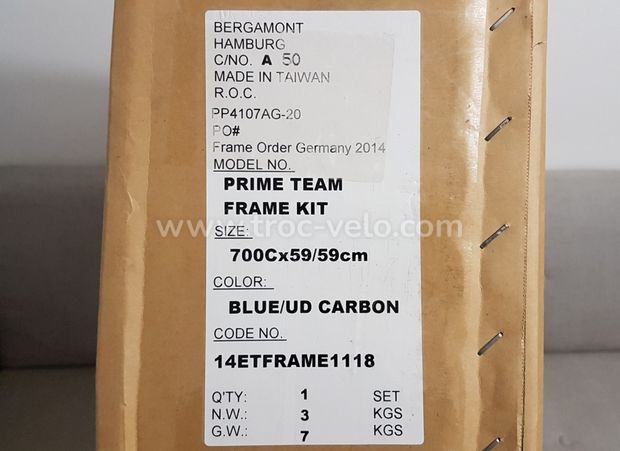 BERGAMONT
HAMBURG
C/NO. A 50
MADE IN TAIWAN
R.O.C.
PP4107AG-20
PO#
Frame Order Germany 2014
MODEL NO.
PRIME TEAM
FRAME KIT
www.troc-velo.com
SIZE:
700Cx59/59cm
COLOR:
BLUE/UD CARBON
CODE NO.
14ETFRAME1118
Q'TY: 1 SET
N.W.: 3 KGS
G.W.: 7 KGS